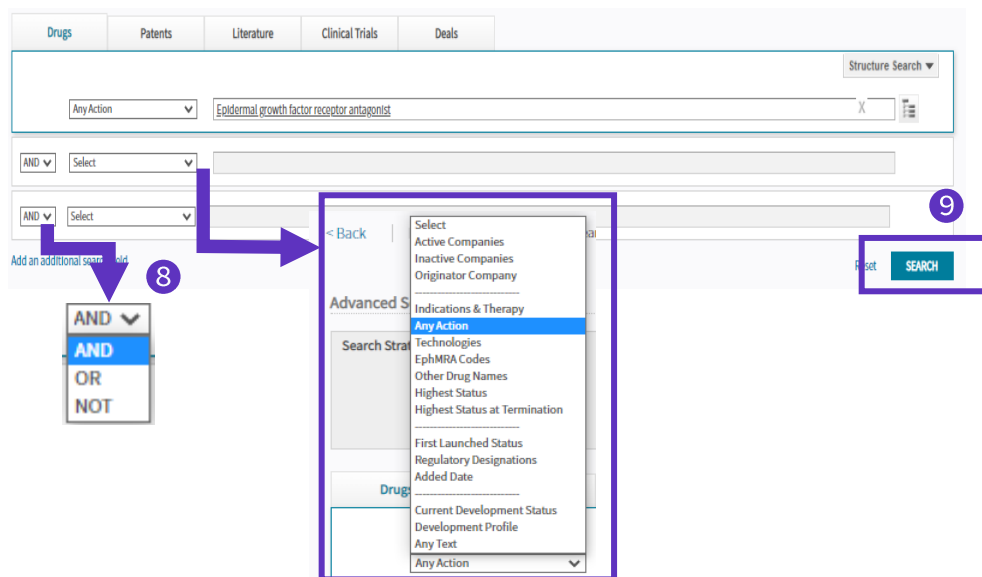 Drugs Patents Literature Clinical Trials Deals
Structure Search ▼
Any Action Epidermal growth factor receptor antagonist X
AND Select
AND Select
Add an additional sear eld
8
9
Reset SEARCH
AND
AND
OR
NOT
< Back
Advanced S
Search Strat
Drugs
Select
Active Companies
Inactive Companies
Originator Company
Indications & Therapy
Any Action
Technologies
EphMRA Codes
Other Drug Names
Highest Status
Highest Status at Termination
First Launched Status
Regulatory Designations
Added Date
Current Development Status
Development Profile
Any Text
Any Action